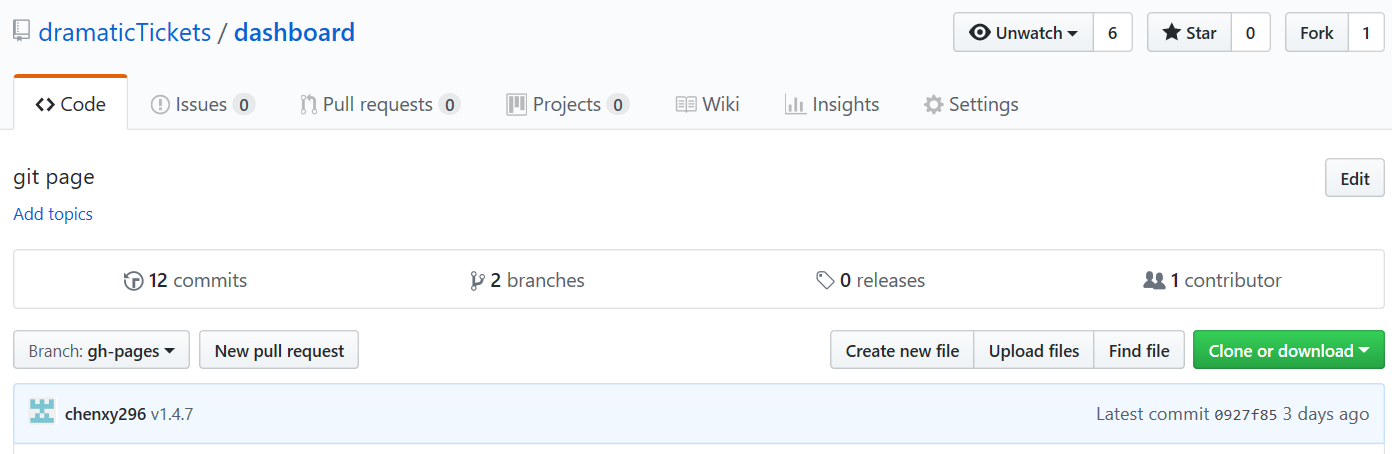 dramaticTickets / dashboard
Unwatch 6 Star 0 Fork 1
Code Issues 0 Pull requests 0 Projects 0 Wiki Insights Settings
git page
Edit
Add topics
12 commits 2 branches 0 releases 1 contributor
Branch: gh-pages New pull request Create new file Upload files Find file Clone or download
chenxy296 v1.4.7 Latest commit 0927f85 3 days ago